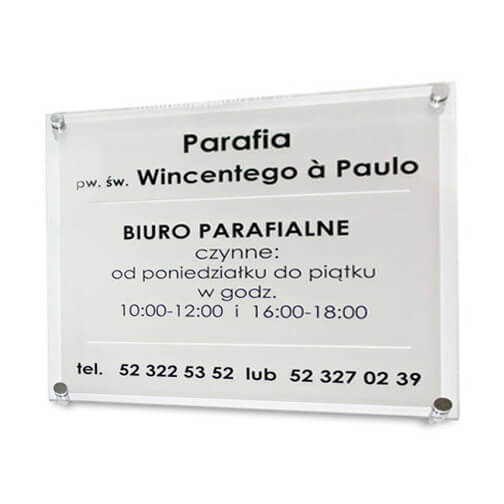 Parafia
pw. św. Wincentego à Paulo
BIURO PARAFIALNE
czynne:
od poniedziałku do piątku
w godz.
10:00-12:00 i 16:00-18:00
tel. 52 322 53 52 lub 52 327 02 39